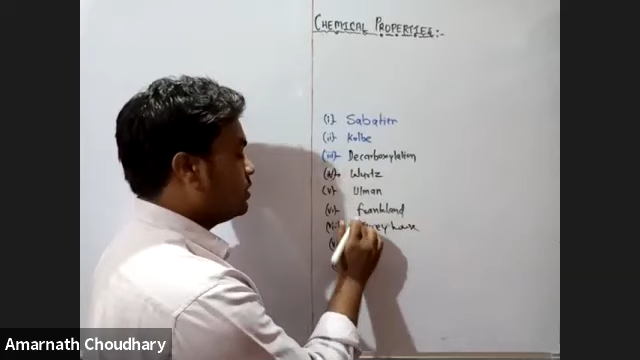 CHEMICAL PROPERTIES:-
(i)- Sabatier
(ii)- Kolbe
(iii)- Decarboxylation
(iv)- Wurtz
(v)- Ulman
(vi)- frankland
Amarnath Choudhary